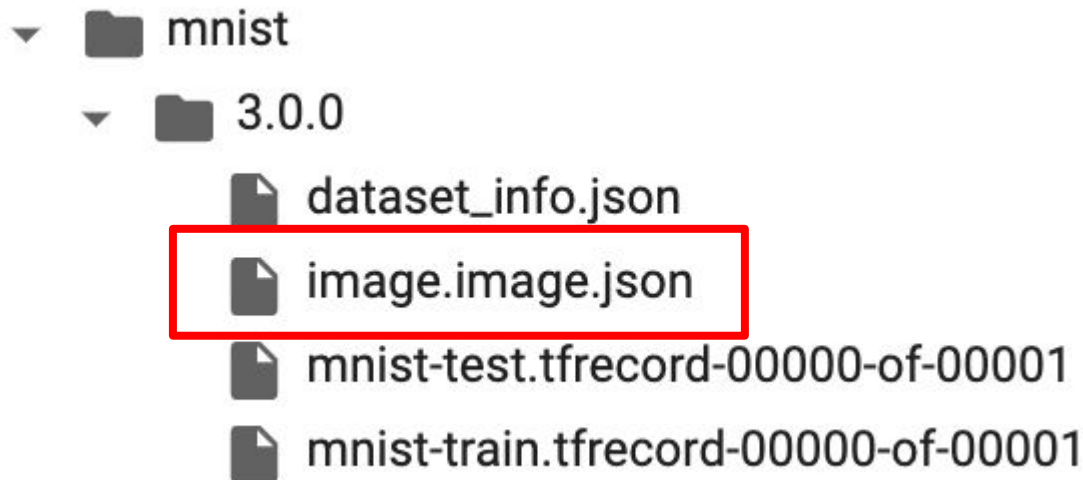 mnist
3.0.0
dataset_info.json
image.image.json
mnist-test.tfrecord-00000-of-00001
mnist-train.tfrecord-00000-of-00001